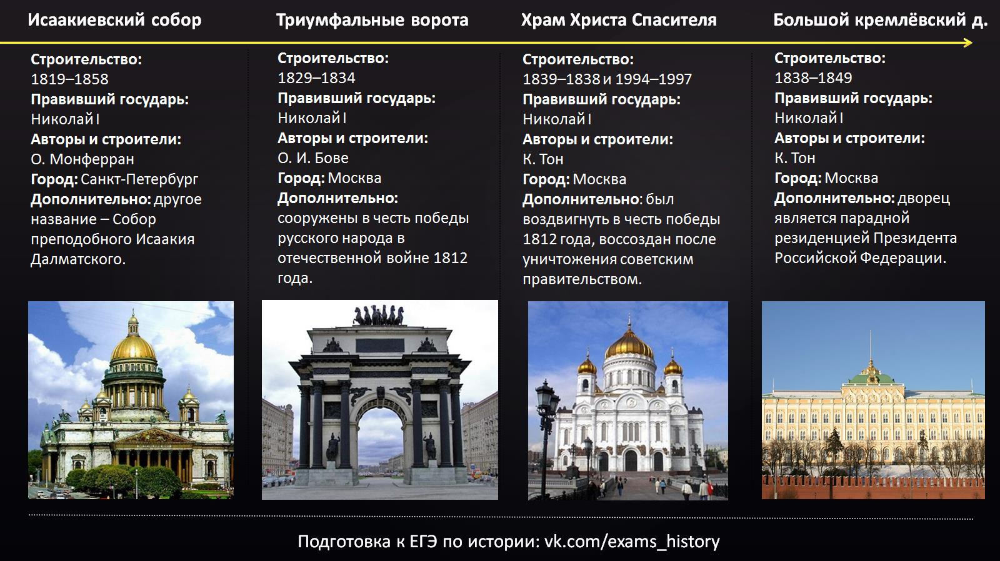 Исаакиевский собор
Триумфальные ворота
Храм Христа Спасителя
Большой кремлёвский д.
Строительство:
1819–1858
Правивший государь:
Николай I
Авторы и строители:
О. Монферран
Город: Санкт-Петербург
Дополнительно: другое
название – Собор
преподобного Исаакия
Далматского.
Строительство:
1829–1834
Правивший государь:
Николай I
Авторы и строители:
О. И. Бове
Город: Москва
Дополнительно:
сооружены в честь победы
русского народа в
отечественной войне 1812
года.
Строительство:
1839–1838 и 1994–1997
Правивший государь:
Николай I
Авторы и строители:
К. Тон
Город: Москва
Дополнительно: был
воздвигнуть в честь победы
1812 года, воссоздан после
уничтожения советским
правительством.
Строительство:
1838–1849
Правивший государь:
Николай I
Авторы и строители:
К. Тон
Город: Москва
Дополнительно: дворец
является парадной
резиденцией Президента
Российской Федерации.
Подготовка к ЕГЭ по истории: vk.com/exams_history